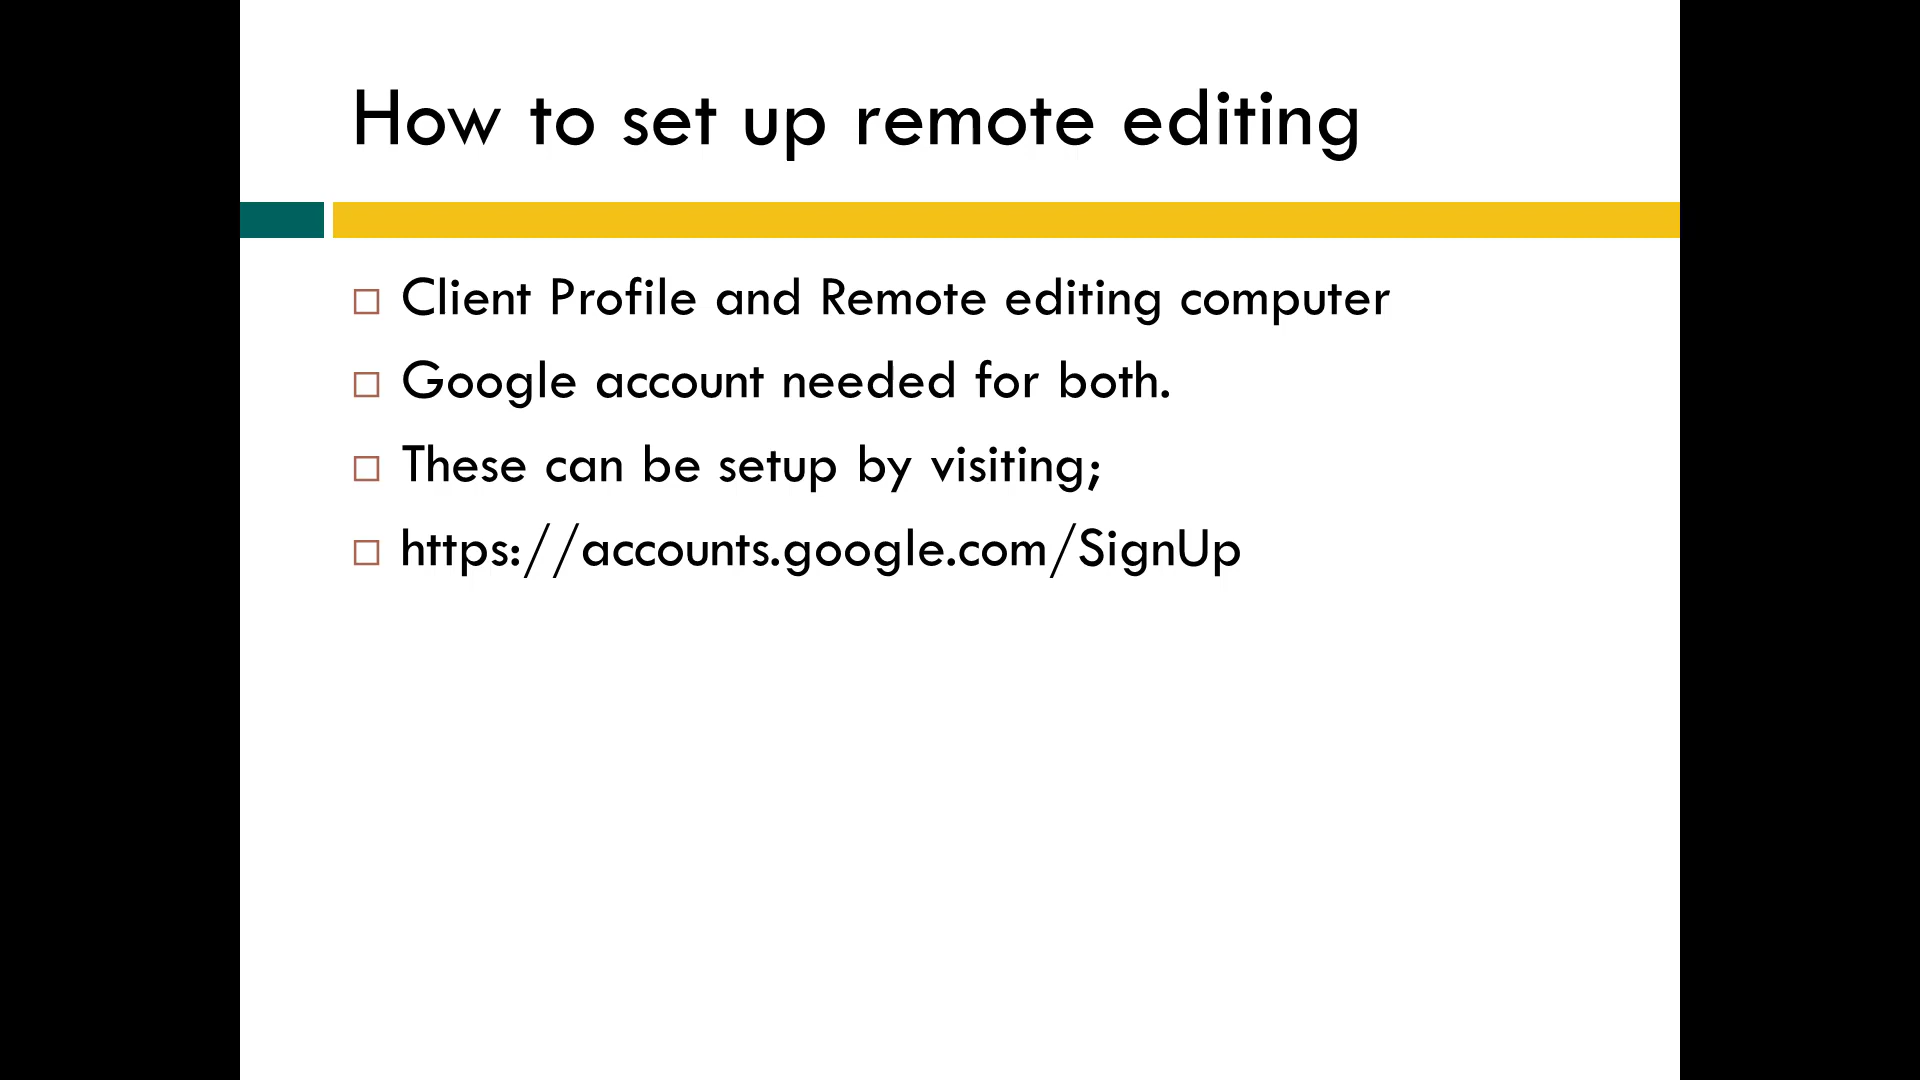 How to set up remote editing
Client Profile and Remote editing computer
Google account needed for both.
These can be setup by visiting;
https://accounts.google.com/SignUp